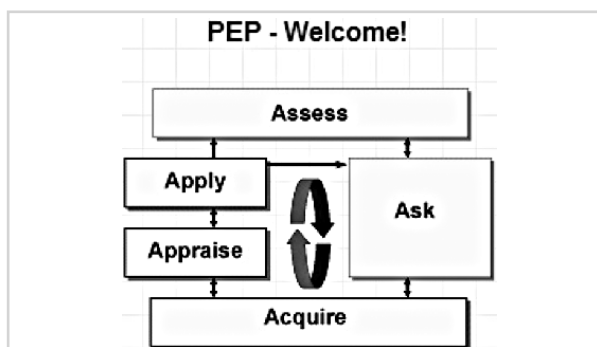 PEP - Welcome!
Assess
Apply
Ask
Appraise
Acquire